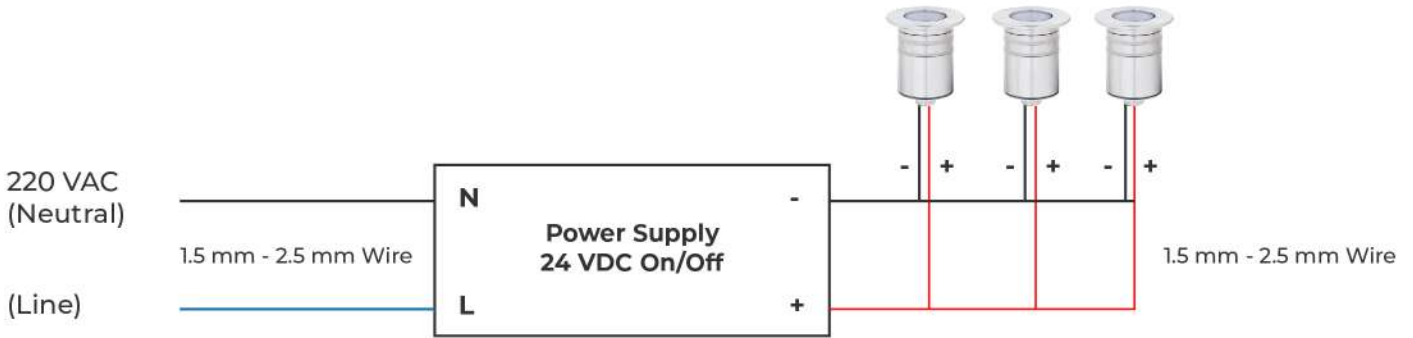 220 VAC
(Neutral)
1.5 mm - 2.5 mm Wire
(Line)
N
L
Power Supply
24 VDC On/Off
-
+
- +
- +
- +
1.5 mm - 2.5 mm Wire